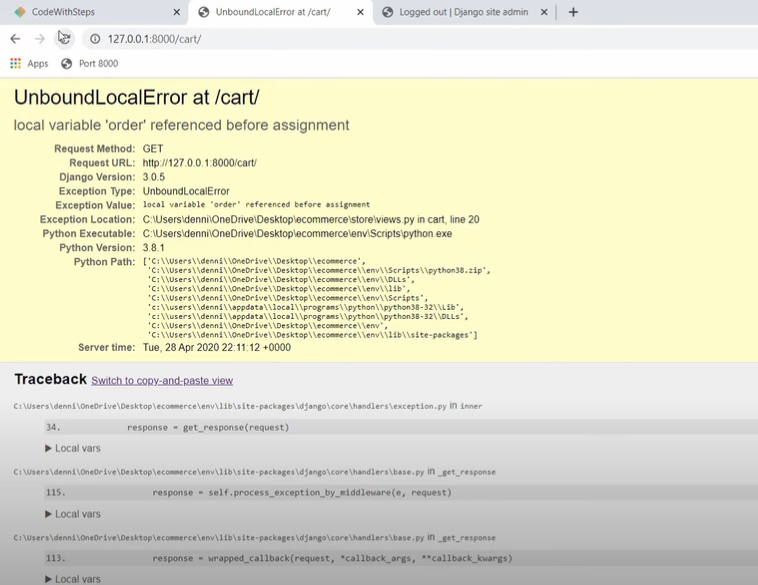 CodeWithSteps
UnboundLocalError at /cart/
Logged out | Django site admin
127.0.0.1:8000/cart/
Apps
Port 8000
UnboundLocalError at /cart/
local variable 'order' referenced before assignment
Request Method: GET
Request URL: http://127.0.0.1:8000/cart/
Django Version: 3.0.5
Exception Type: UnboundLocalError
Exception Value: local variable 'order' referenced before assignment
Exception Location: C:\Users\denni\OneDrive\Desktop\ecommerce\store\views.py in cart, line 20
Python Executable: C:\Users\denni\OneDrive\Desktop\ecommerce\env\Scripts\python.exe
Python Version: 3.8.1
Python Path: ['C:\\Users\\denni\\OneDrive\\Desktop\\ecommerce',
'C:\\Users\\denni\\OneDrive\\Desktop\\ecommerce\\env\\Scripts\\python38.zip',
'C:\\Users\\denni\\OneDrive\\Desktop\\ecommerce\\env\\DLLs',
'C:\\Users\\denni\\OneDrive\\Desktop\\ecommerce\\env\\lib',
'C:\\Users\\denni\\OneDrive\\Desktop\\ecommerce\\env\\Scripts',
'c:\\users\\denni\\appdata\\local\\programs\\python\\python38-32\\Lib',
'c:\\users\\denni\\appdata\\local\\programs\\python\\python38-32\\DLLs',
'C:\\Users\\denni\\OneDrive\\Desktop\\ecommerce\\env',
'C:\\Users\\denni\\OneDrive\\Desktop\\ecommerce\\env\\lib\\site-packages']
Server time: Tue, 28 Apr 2020 22:11:12 +0000
Traceback Switch to copy-and-paste view
C:\Users\denni\OneDrive\Desktop\ecommerce\env\lib\site-packages\django\core\handlers\exception.py in inner
34. response = get_response(request)
▶ Local vars
C:\Users\denni\OneDrive\Desktop\ecommerce\env\lib\site-packages\django\core\handlers\base.py in _get_response
115. response = self.process_exception_by_middleware(e, request)
▶ Local vars
C:\Users\denni\OneDrive\Desktop\ecommerce\env\lib\site-packages\django\core\handlers\base.py in _get_response
113. response = wrapped_callback(request, *callback_args, **callback_kwargs)
▶ Local vars